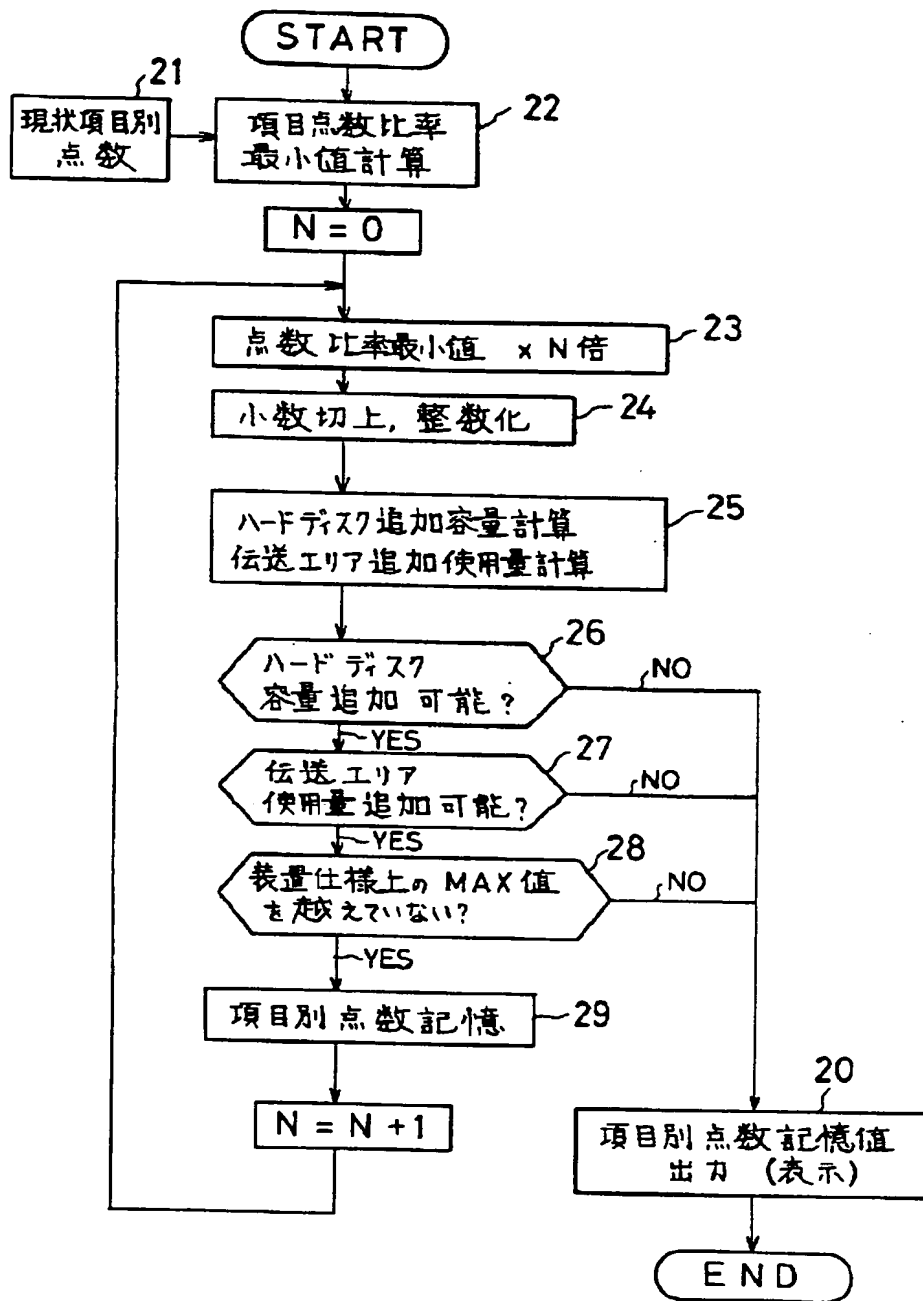 START
21
現状項目別
点数
22
項目点数比率
最小値計算
N = 0
23
点数比率最小値 × N倍
24
小数切上, 整数化
25
ハードディスク追加容量計算
伝送エリア追加使用量計算
26
ハードディスク
容量追加可能?
NO
YES
27
伝送エリア
使用量追加可能?
NO
YES
28
装置仕様上のMAX値
を越えていない?
NO
YES
項目別点数記憶
29
N = N + 1
20
項目別点数記憶値
出力 (表示)
END